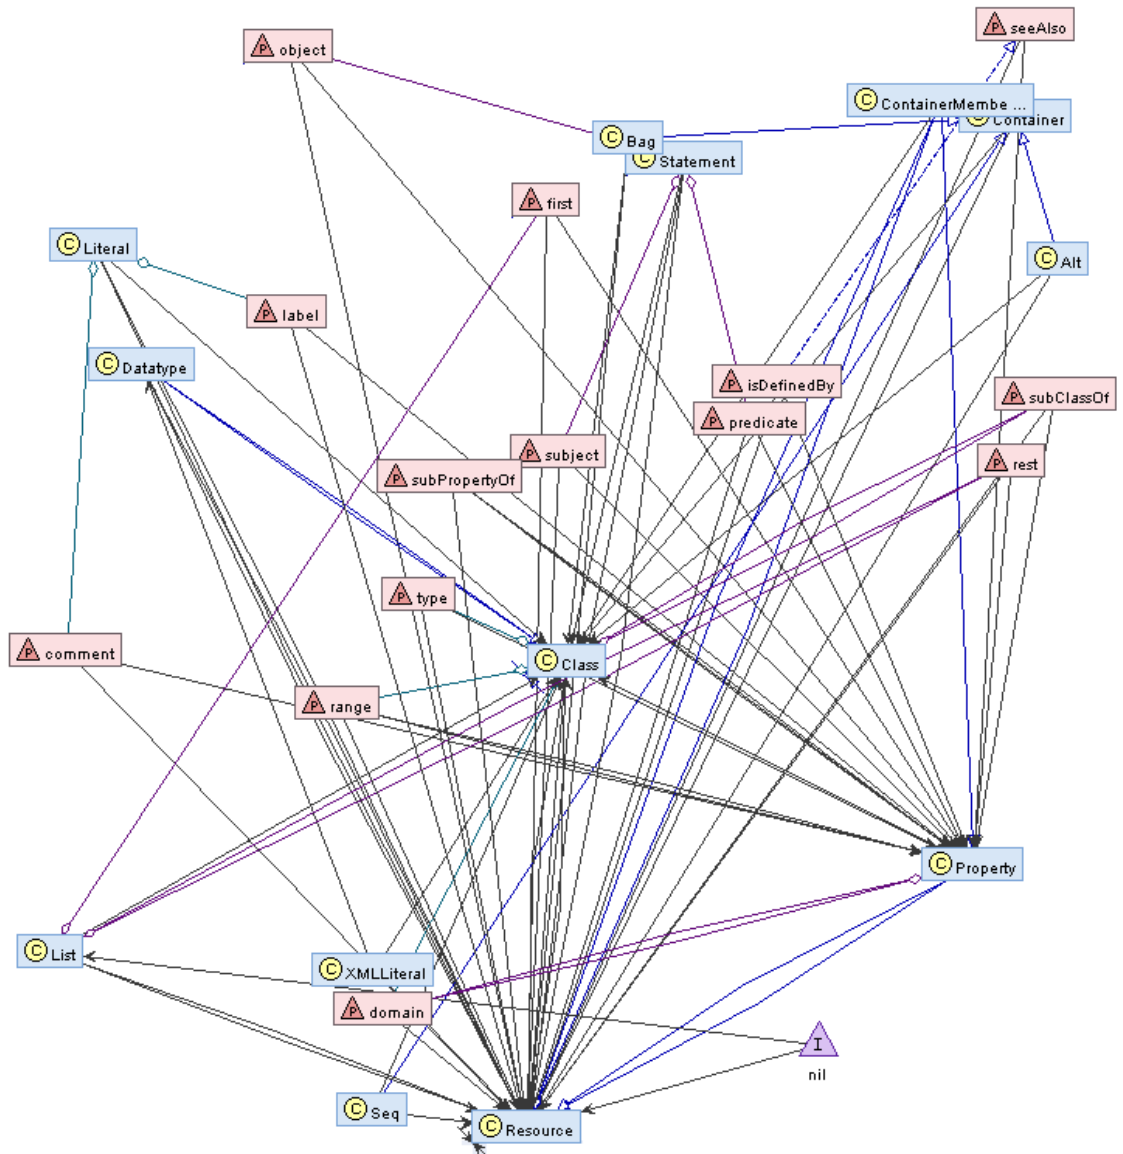 P seeAlso
P object
C ContainerMembe ...
C Container
C Bag
C Statement
P first
C Literal
C Alt
P label
C Datatype
P isDefinedBy
P subClassOf
P predicate
P subject
P rest
P subPropertyOf
P type
P comment
C Class
P range
C Property
C List
C XMLLiteral
P domain
I
nil
C Seq
C Resource